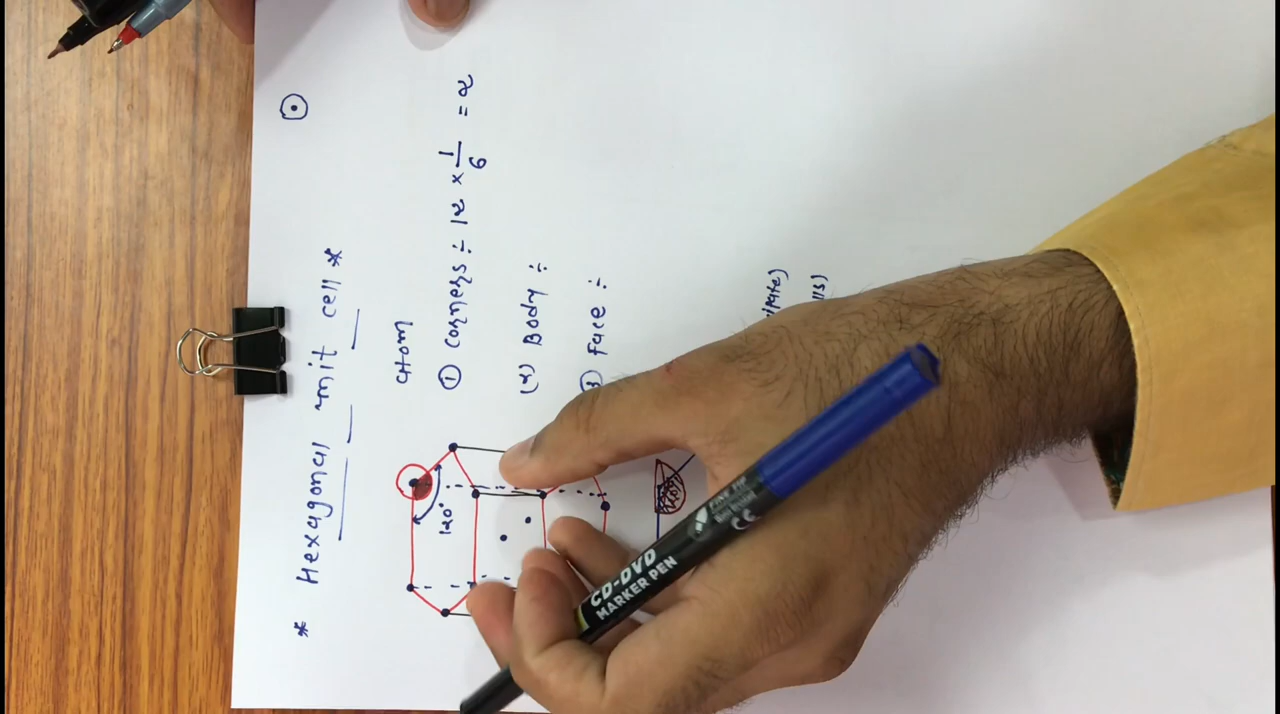 * Hexagonal unit cell *
atom
① Corners ÷ 12 × 1/6 = 2
(2) Body ÷
③ Face ÷
120°
CD-DVD
MARKER PEN